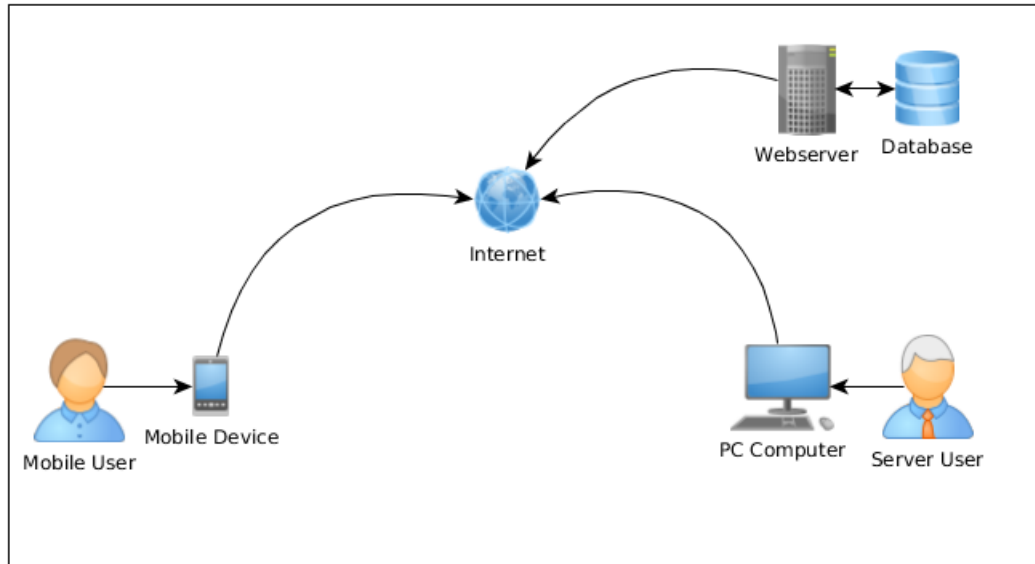 Webserver
Database
Internet
Mobile User
Mobile Device
PC Computer
Server User